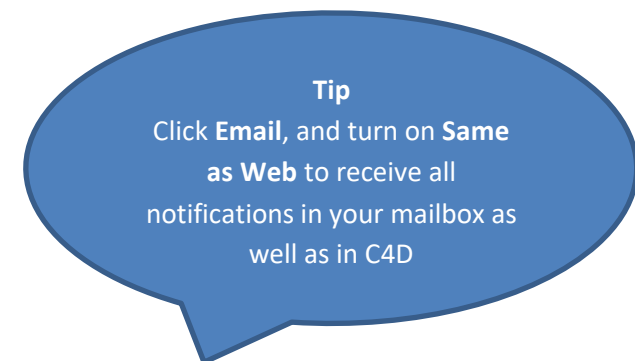 Tip
Click Email, and turn on Same
as Web to receive all
notifications in your mailbox as
well as in C4D